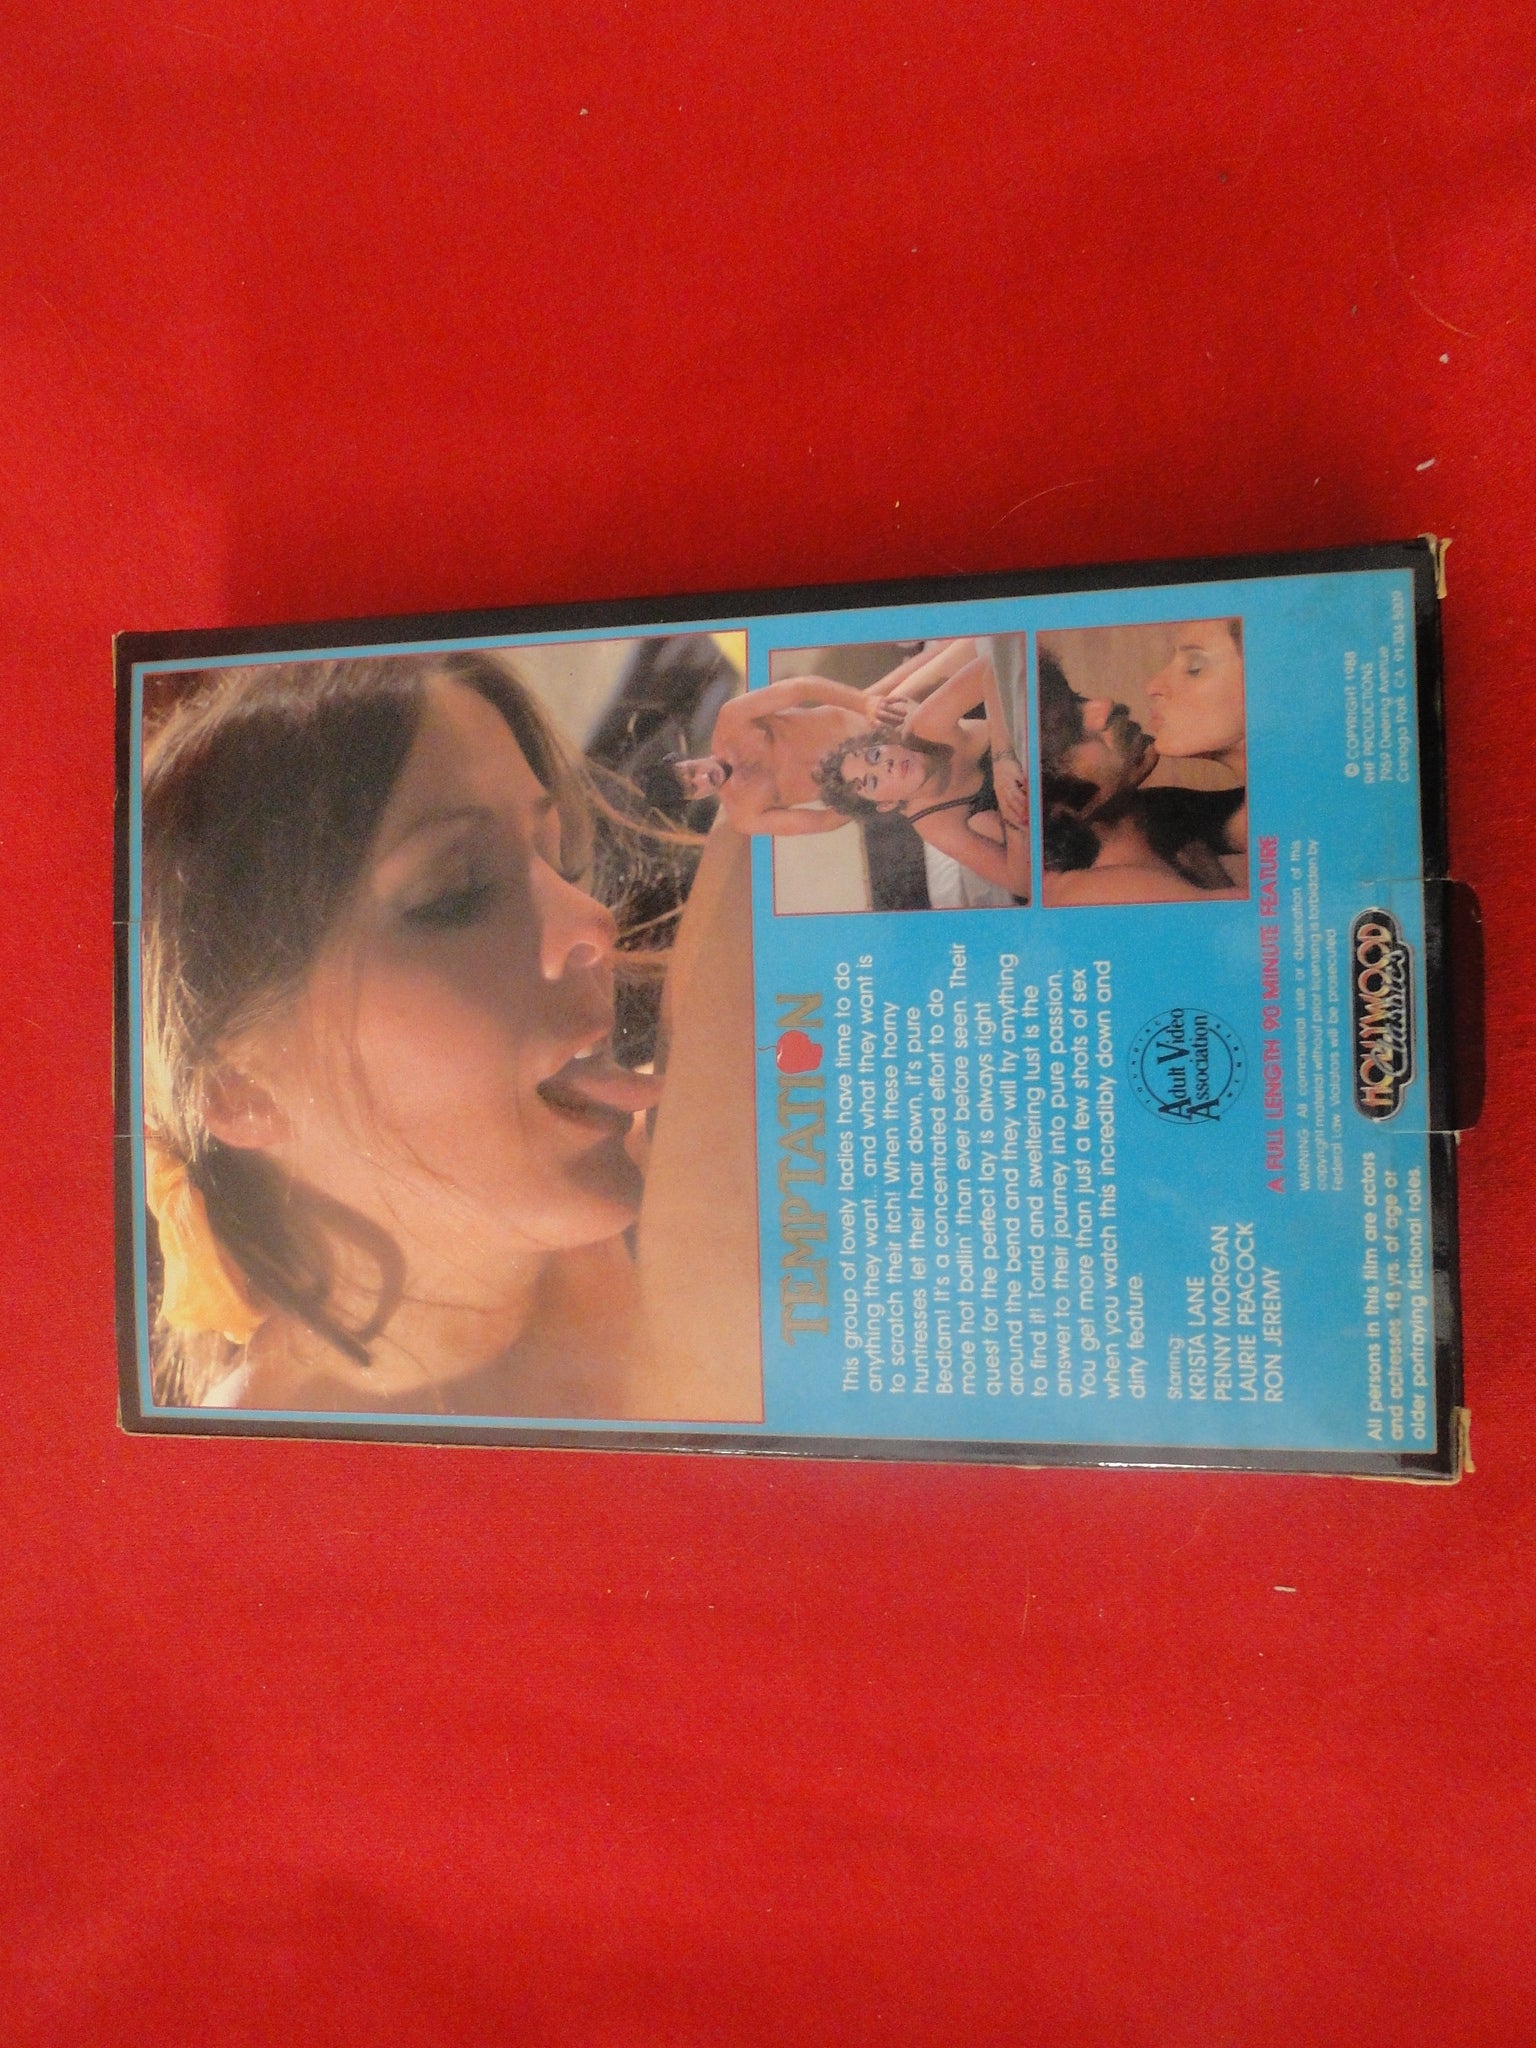 TEMPTATION
This group of lovely ladies have time to do
anything they want... and what they want is
to scratch their itch! When these horny
huntresses let their hair down, it's pure
Bedlam! It's a concentrated effort to do
more hot ballin' than ever before seen. Their
quest for the perfect lay is always right
around the bend and they will try anything
to find it! Torrid and sweltering lust is the
answer to their journey into pure passion.
You get more than just a few shots of sex
when you watch this incredibly down and
dirty feature.
Starring
KRISTA LANE
PENNY MORGAN
LAURIE PEACOCK
RON JEREMY
Adult Video
Association
A FULL LENGTH 90 MINUTE FEATURE
WARNING: All commercial use or duplication of this
copyright material without prior licensing is forbidden by
Federal Law. Violators will be prosecuted
All persons in this film are actors
and actresses 18 yrs. of age or
older portraying fictional roles.
HOLLYWOOD
Classics
© COPYRIGHT 1988
RHF PRODUCTIONS
7959 Deering Avenue
Canoga Park, CA 91304-5009